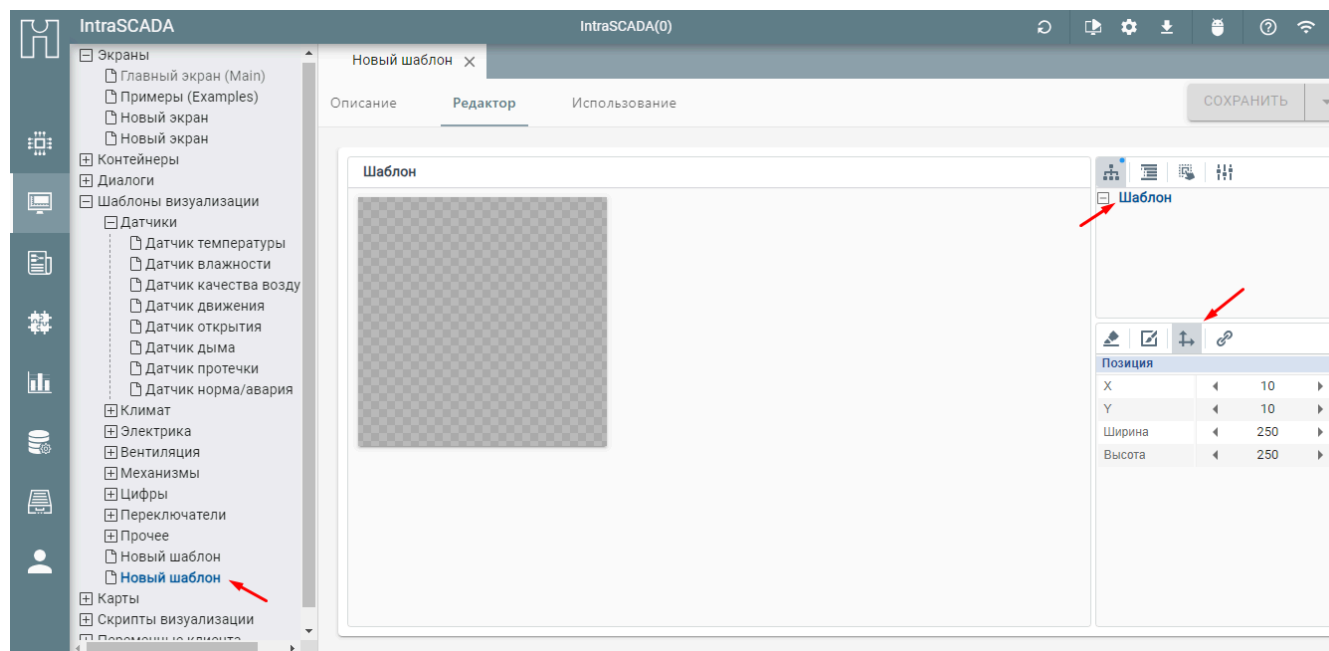 IntraSCADA
IntraSCADA(0)
Экраны
Главный экран (Main)
Примеры (Examples)
Новый экран
Новый экран
Контейнеры
Диалоги
Шаблоны визуализации
Датчики
Датчик температуры
Датчик влажности
Датчик качества возду
Датчик движения
Датчик открытия
Датчик дыма
Датчик протечки
Датчик норма/авария
Климат
Электрика
Вентиляция
Механизмы
Цифры
Переключатели
Прочее
Новый шаблон
Новый шаблон
Карты
Скрипты визуализации
Переменные клиента
Новый шаблон
Описание
Редактор
Использование
СОХРАНИТЬ
Шаблон
Шаблон
Позиция
X 10
Y 10
Ширина 250
Высота 250